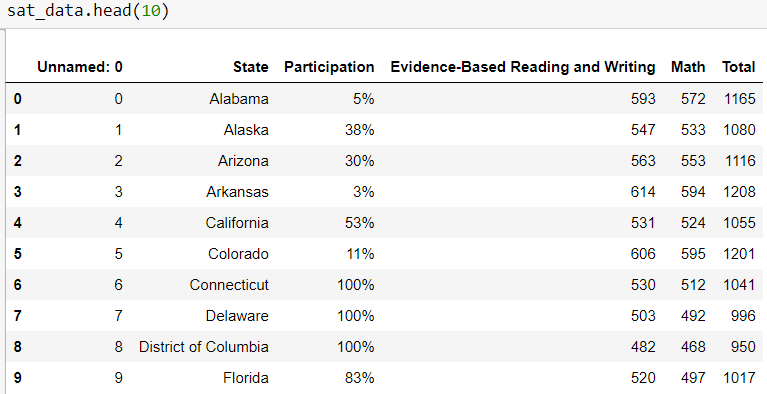 sat_data.head(10)
Unnamed: 0 State Participation Evidence-Based Reading and Writing Math Total
0 0 Alabama 5% 593 572 1165
1 1 Alaska 38% 547 533 1080
2 2 Arizona 30% 563 553 1116
3 3 Arkansas 3% 614 594 1208
4 4 California 53% 531 524 1055
5 5 Colorado 11% 606 595 1201
6 6 Connecticut 100% 530 512 1041
7 7 Delaware 100% 503 492 996
8 8 District of Columbia 100% 482 468 950
9 9 Florida 83% 520 497 1017